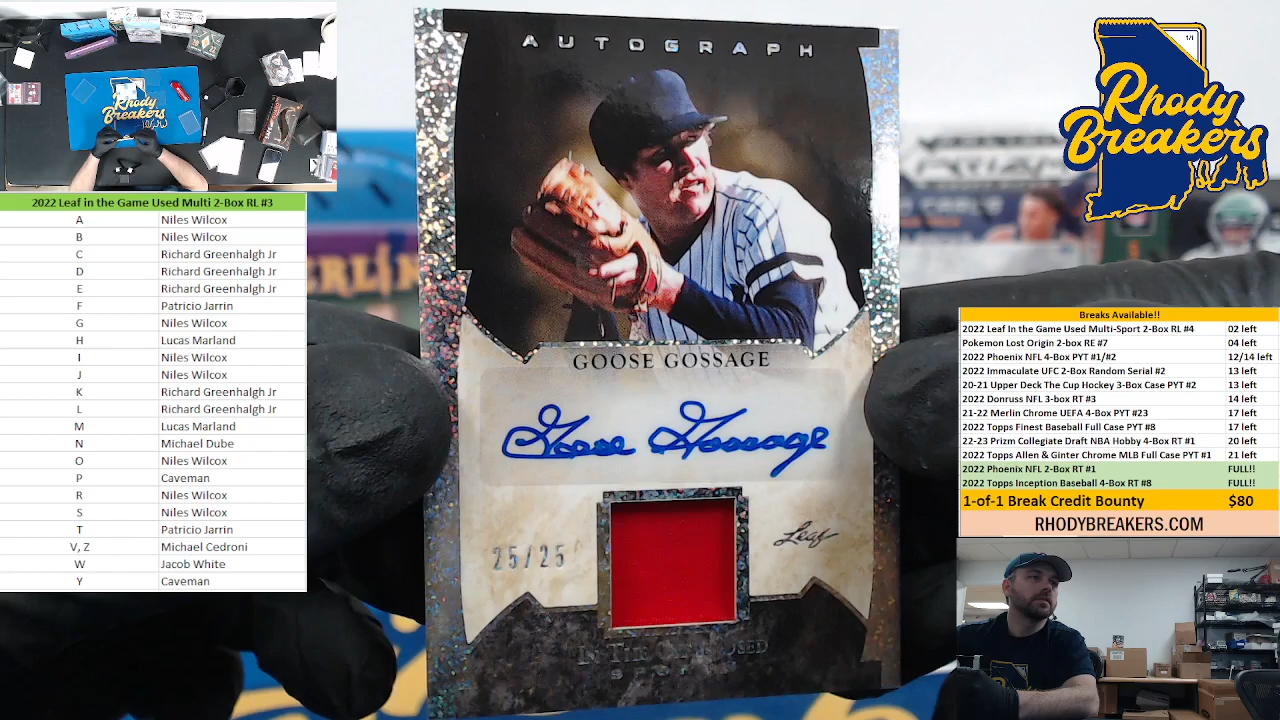 2022 Leaf in the Game Used Multi 2-Box RL #3
A Niles Wilcox
B Niles Wilcox
C Richard Greenhalgh Jr
D Richard Greenhalgh Jr
E Richard Greenhalgh Jr
F Patricio Jarrin
G Niles Wilcox
H Lucas Marland
I Niles Wilcox
J Niles Wilcox
K Richard Greenhalgh Jr
L Richard Greenhalgh Jr
M Lucas Marland
N Michael Dube
O Niles Wilcox
P Caveman
R Niles Wilcox
S Niles Wilcox
T Patricio Jarrin
V, Z Michael Cedroni
W Jacob White
Y Caveman
Rhody
Breakers
AUTOGRAPH
GOOSE GOSSAGE
Goose Gossage
25/25
Leaf
IN THE GAME USED
SPORTS
ERLIN
1/1
Rhody
Breakers
Breaks Available!!
2022 Leaf In the Game Used Multi-Sport 2-Box RL #4 02 left
Pokemon Lost Origin 2-box RE #7 04 left
2022 Phoenix NFL 4-Box PYT #1/#2 12/14 left
2022 Immaculate UFC 2-Box Random Serial #2 13 left
20-21 Upper Deck The Cup Hockey 3-Box Case PYT #2 13 left
2022 Donruss NFL 3-box RT #3 14 left
21-22 Merlin Chrome UEFA 4-Box PYT #23 17 left
2022 Topps Finest Baseball Full Case PYT #8 17 left
22-23 Prizm Collegiate Draft NBA Hobby 4-Box RT #1 20 left
2022 Topps Allen & Ginter Chrome MLB Full Case PYT #1 21 left
2022 Phoenix NFL 2-Box RT #1 FULL!!
2022 Topps Inception Baseball 4-Box RT #8 FULL!!
1-of-1 Break Credit Bounty $80
RHODYBREAKERS.COM